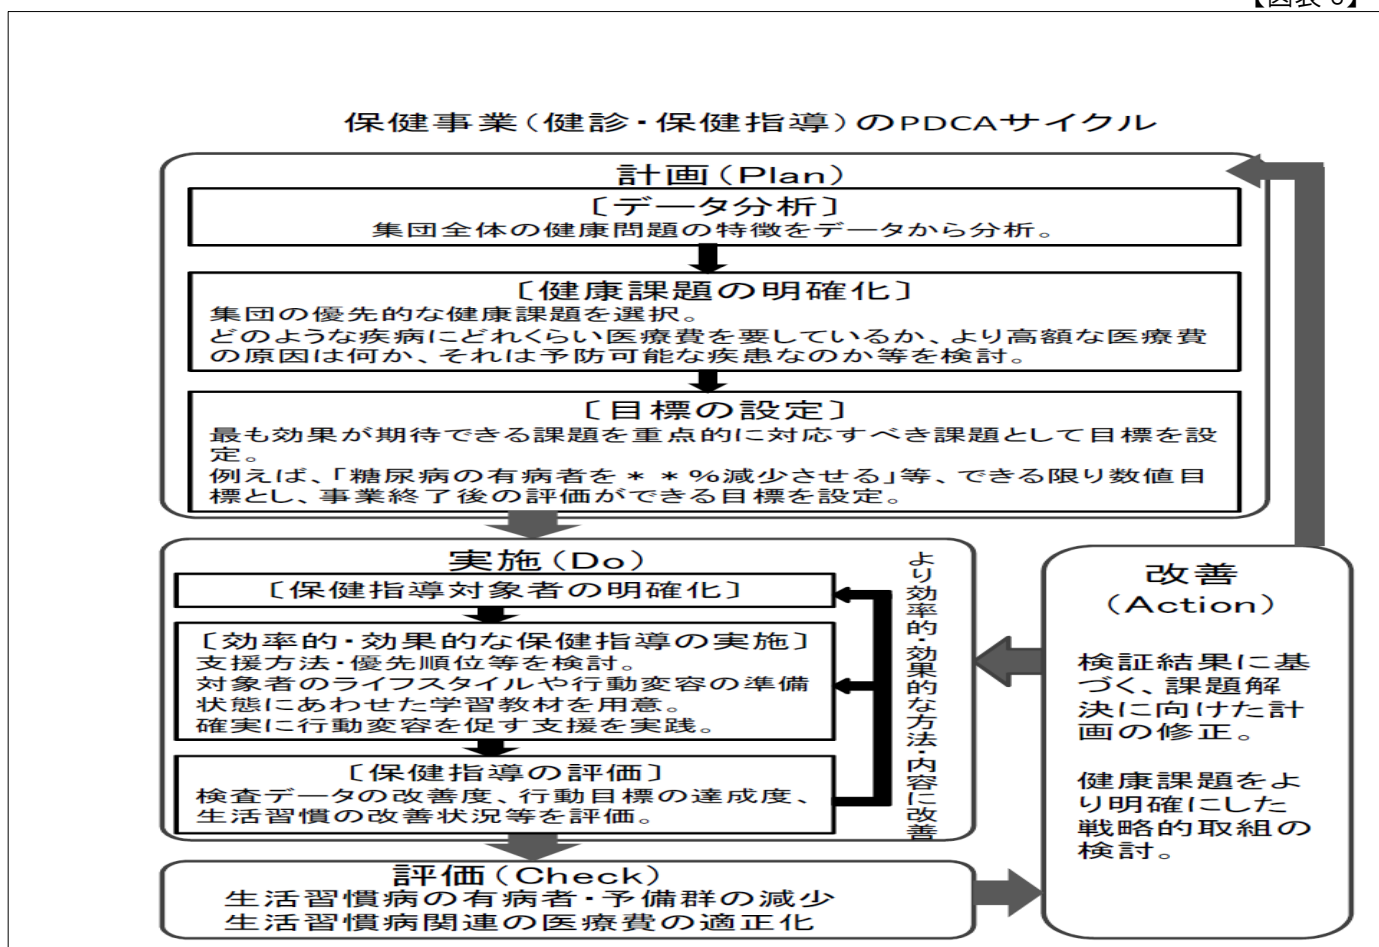 保健事業(健診・保健指導)のPDCAサイクル
計画(Plan)
〔データ分析〕
集団全体の健康問題の特徴をデータから分析。
〔健康課題の明確化〕
集団の優先的な健康課題を選択。
どのような疾病にどれくらい医療費を要しているか、より高額な医療費
の原因は何か、それは予防可能な疾患なのか等を検討。
〔目標の設定〕
最も効果が期待できる課題を重点的に対応すべき課題として目標を設
定。
例えば、「糖尿病の有病者を＊＊%減少させる」等、できる限り数値目
標とし、事業終了後の評価ができる目標を設定。
実施(Do)
〔保健指導対象者の明確化〕
〔効率的・効果的な保健指導の実施〕
支援方法・優先順位等を検討。
対象者のライフスタイルや行動変容の準備
状態にあわせた学習教材を用意。
確実に行動変容を促す支援を実践。
〔保健指導の評価〕
検査データの改善度、行動目標の達成度、
生活習慣の改善状況等を評価。
より効率的・効果的な方法・内容に改善
評価(Check)
生活習慣病の有病者・予備群の減少
生活習慣病関連の医療費の適正化
改善
(Action)
検証結果に基
づく、課題解
決に向けた計
画の修正。
健康課題をよ
り明確にした
戦略的取組の
検討。